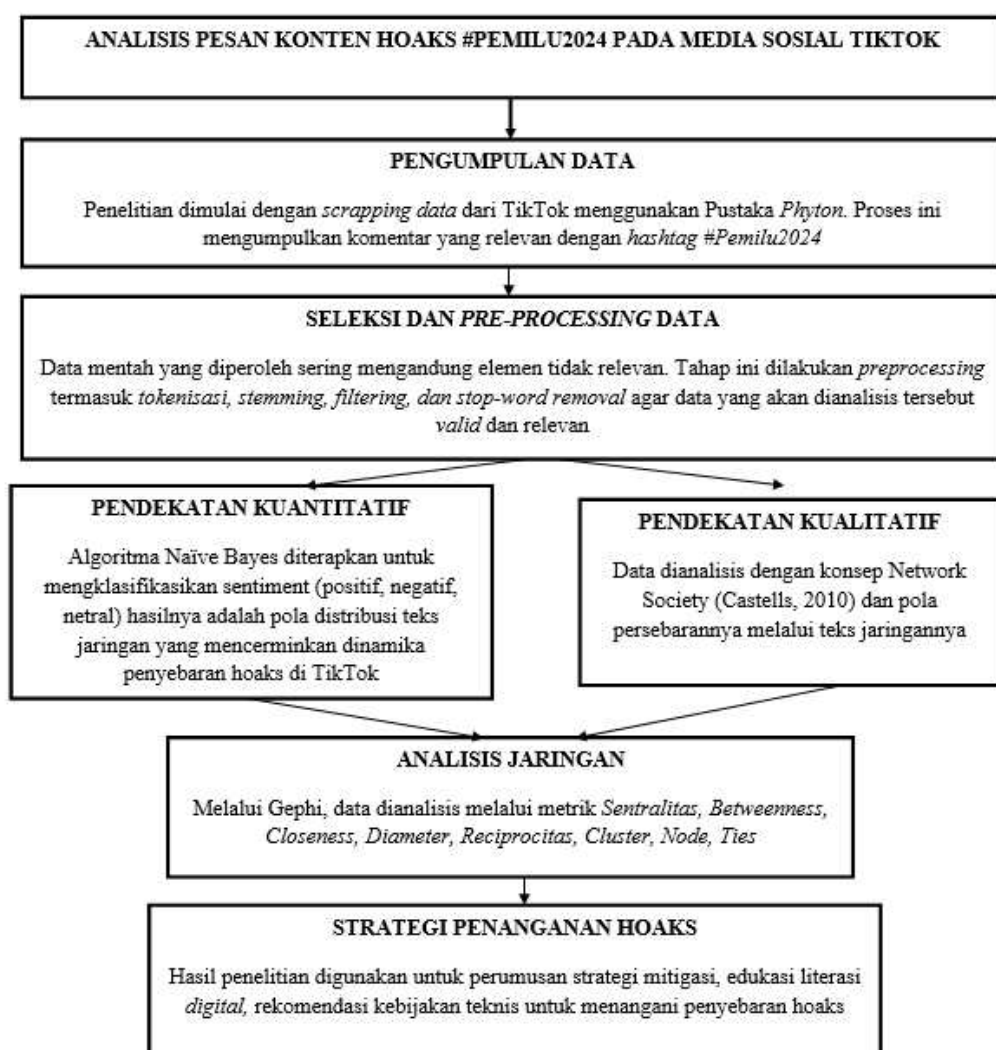 ANALISIS PESAN KONTEN HOAKS #PEMILU2024 PADA MEDIA SOSIAL TIKTOK
PENGUMPULAN DATA
Penelitian dimulai dengan scrapping data dari TikTok menggunakan Pustaka Phyton. Proses ini
mengumpulkan komentar yang relevan dengan hashtag #Pemilu2024
SELEKSI DAN PRE-PROCESSING DATA
Data mentah yang diperoleh sering mengandung elemen tidak relevan. Tahap ini dilakukan preprocessing
termasuk tokenisasi, stemming, filtering, dan stop-word removal agar data yang akan dianalisis tersebut
valid dan relevan
PENDEKATAN KUANTITATIF
Algoritma Naïve Bayes diterapkan untuk
mengklasifikasikan sentiment (positif, negatif,
netral) hasilnya adalah pola distribusi teks
jaringan yang mencerminkan dinamika
penyebaran hoaks di TikTok
PENDEKATAN KUALITATIF
Data dianalisis dengan konsep Network
Society (Castells, 2010) dan pola
persebarannya melalui teks jaringannya
ANALISIS JARINGAN
Melalui Gephi, data dianalisis melalui metrik Sentralitas, Betweenness,
Closeness, Diameter, Reciprocitas, Cluster, Node, Ties
STRATEGI PENANGANAN HOAKS
Hasil penelitian digunakan untuk perumusan strategi mitigasi, edukasi literasi
digital, rekomendasi kebijakan teknis untuk menangani penyebaran hoaks